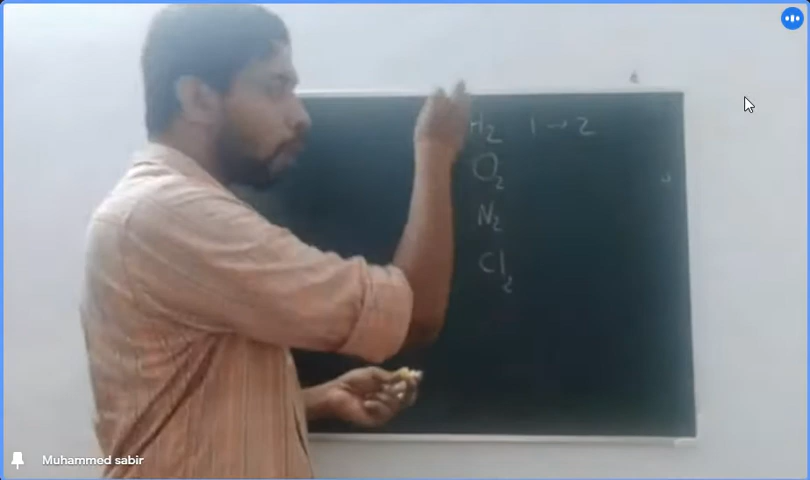 H₂ 1 → 2
O₂
N₂
Cl₂
Muhammed sabir